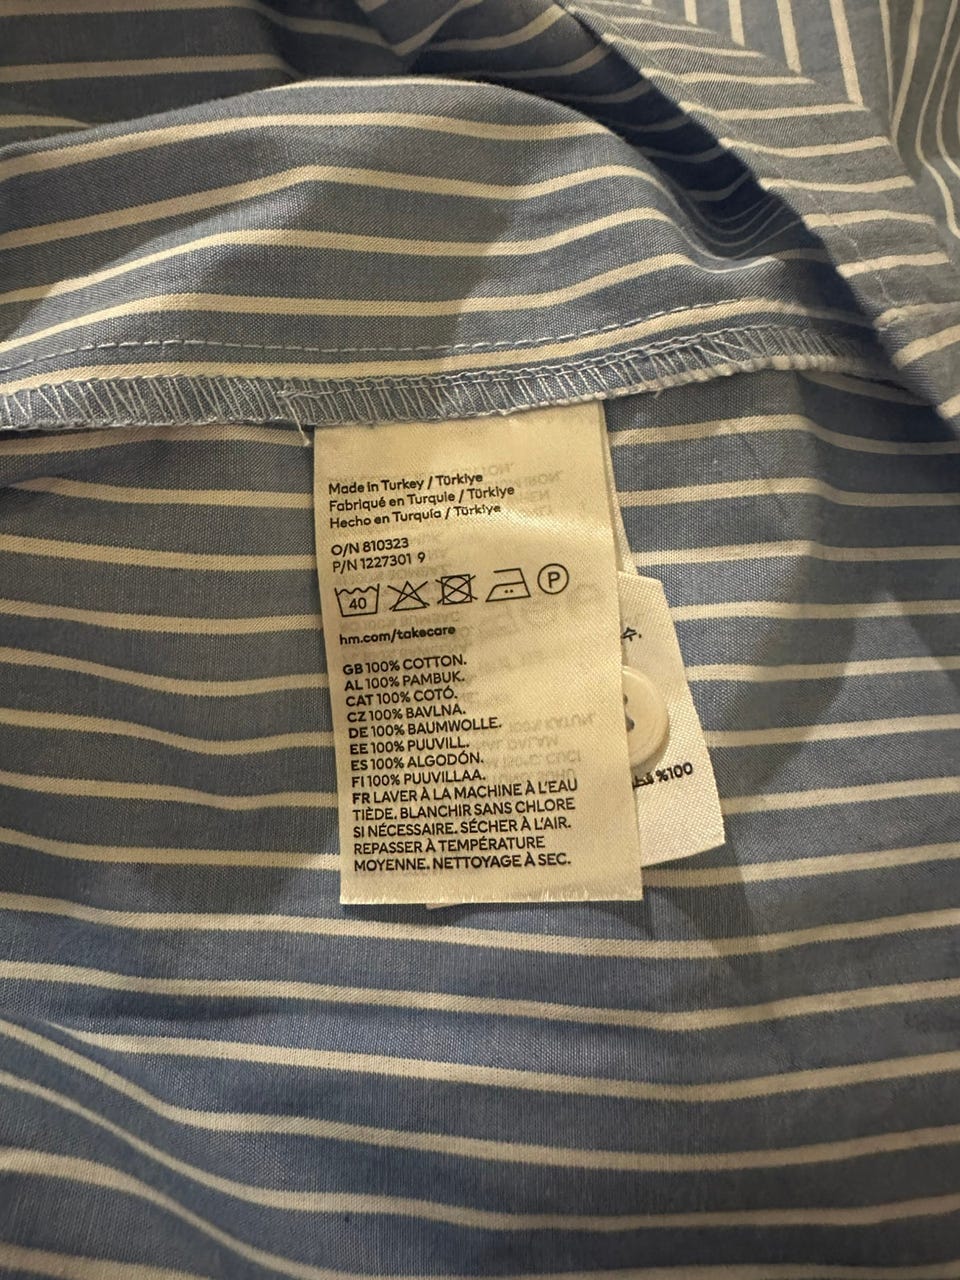 Made in Turkey / Türkiye
Fabriqué en Turquie / Türkiye
Hecho en Turquía / Türkiye
O/N 810323
P/N 1227301 9
40 P
hm.com/takecare
GB 100% COTTON.
AL 100% PAMBUK.
CAT 100% COTÓ.
CZ 100% BAVLNA.
DE 100% BAUMWOLLE.
EE 100% PUUVILL.
ES 100% ALGODÓN.
FI 100% PUUVILLAA.
FR LAVER À LA MACHINE À L'EAU
TIÈDE. BLANCHIR SANS CHLORE
SI NÉCESSAIRE. SÉCHER À L'AIR.
REPASSER À TEMPÉRATURE
MOYENNE. NETTOYAGE À SEC.
%100